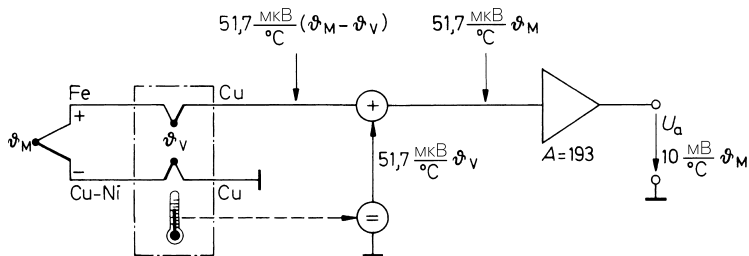 51,7 мкВ/°C (ϑM – ϑV)
51,7 мкВ/°C ϑM
Fe
Cu
+
ϑM
ϑV
+
Ua
–
51,7 мкВ/°C ϑV
A=193
10 мВ/°C ϑM
Cu–Ni
Cu
=